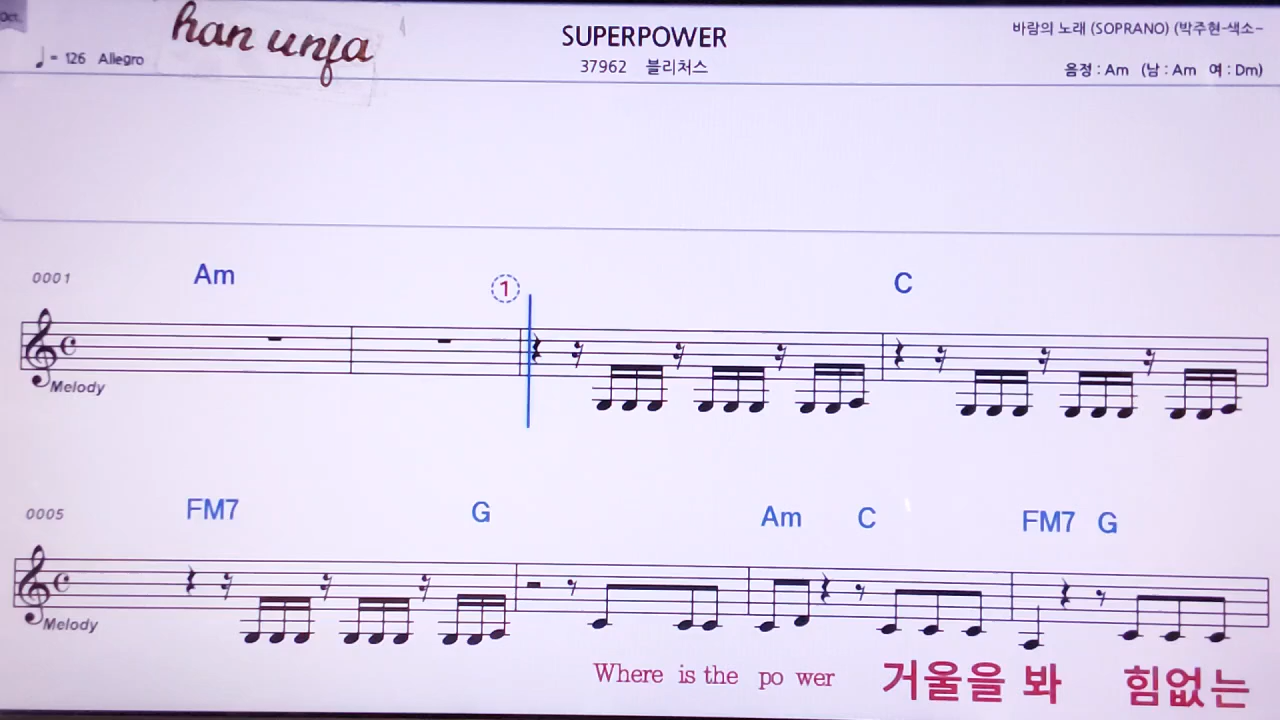 Oct.
han unfa
♩ = 126 Allegro
SUPERPOWER
37962 블리처스
바람의 노래 (SOPRANO) (박주현-색소-
음정 : Am (남 : Am 여 : Dm)
0001 Am ① C
Melody
0005 FM7 G Am C FM7 G
Melody
Where is the po wer 거울을 봐 힘없는